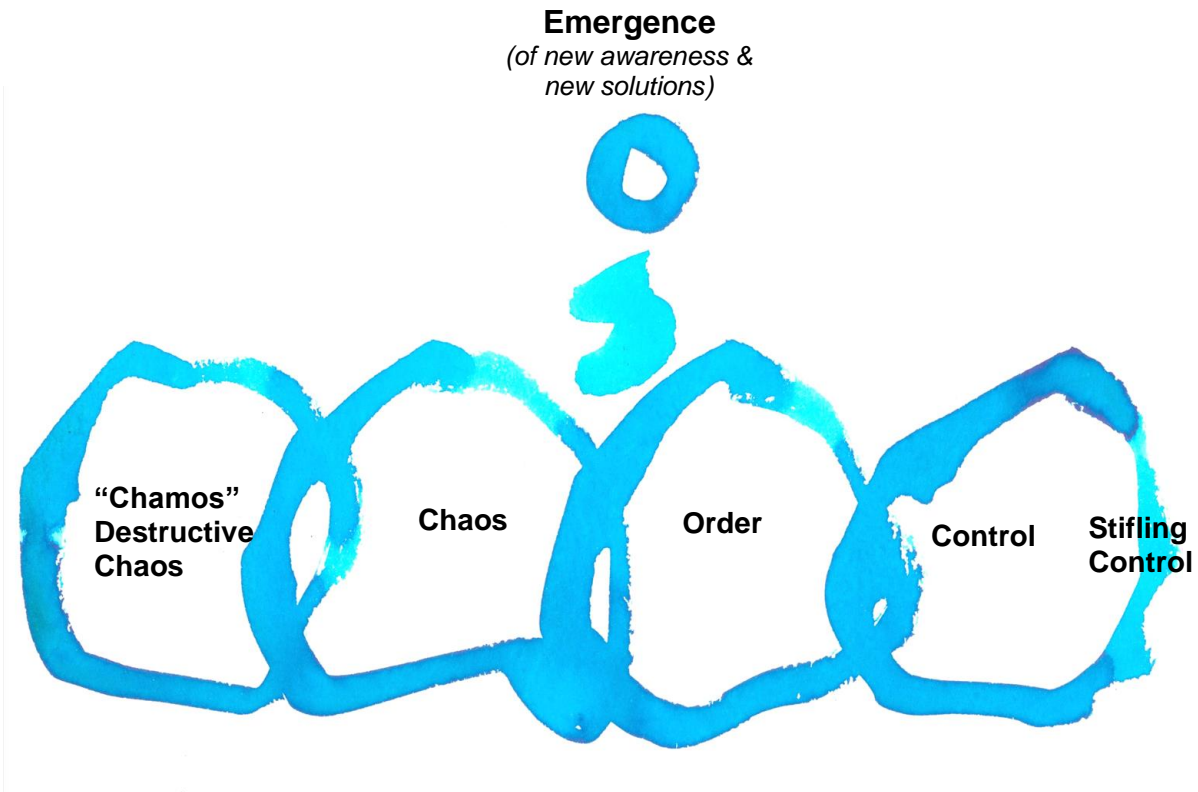 Emergence
(of new awareness &
new solutions)
“Chamos”
Destructive
Chaos
Chaos
Order
Control
Stifling
Control